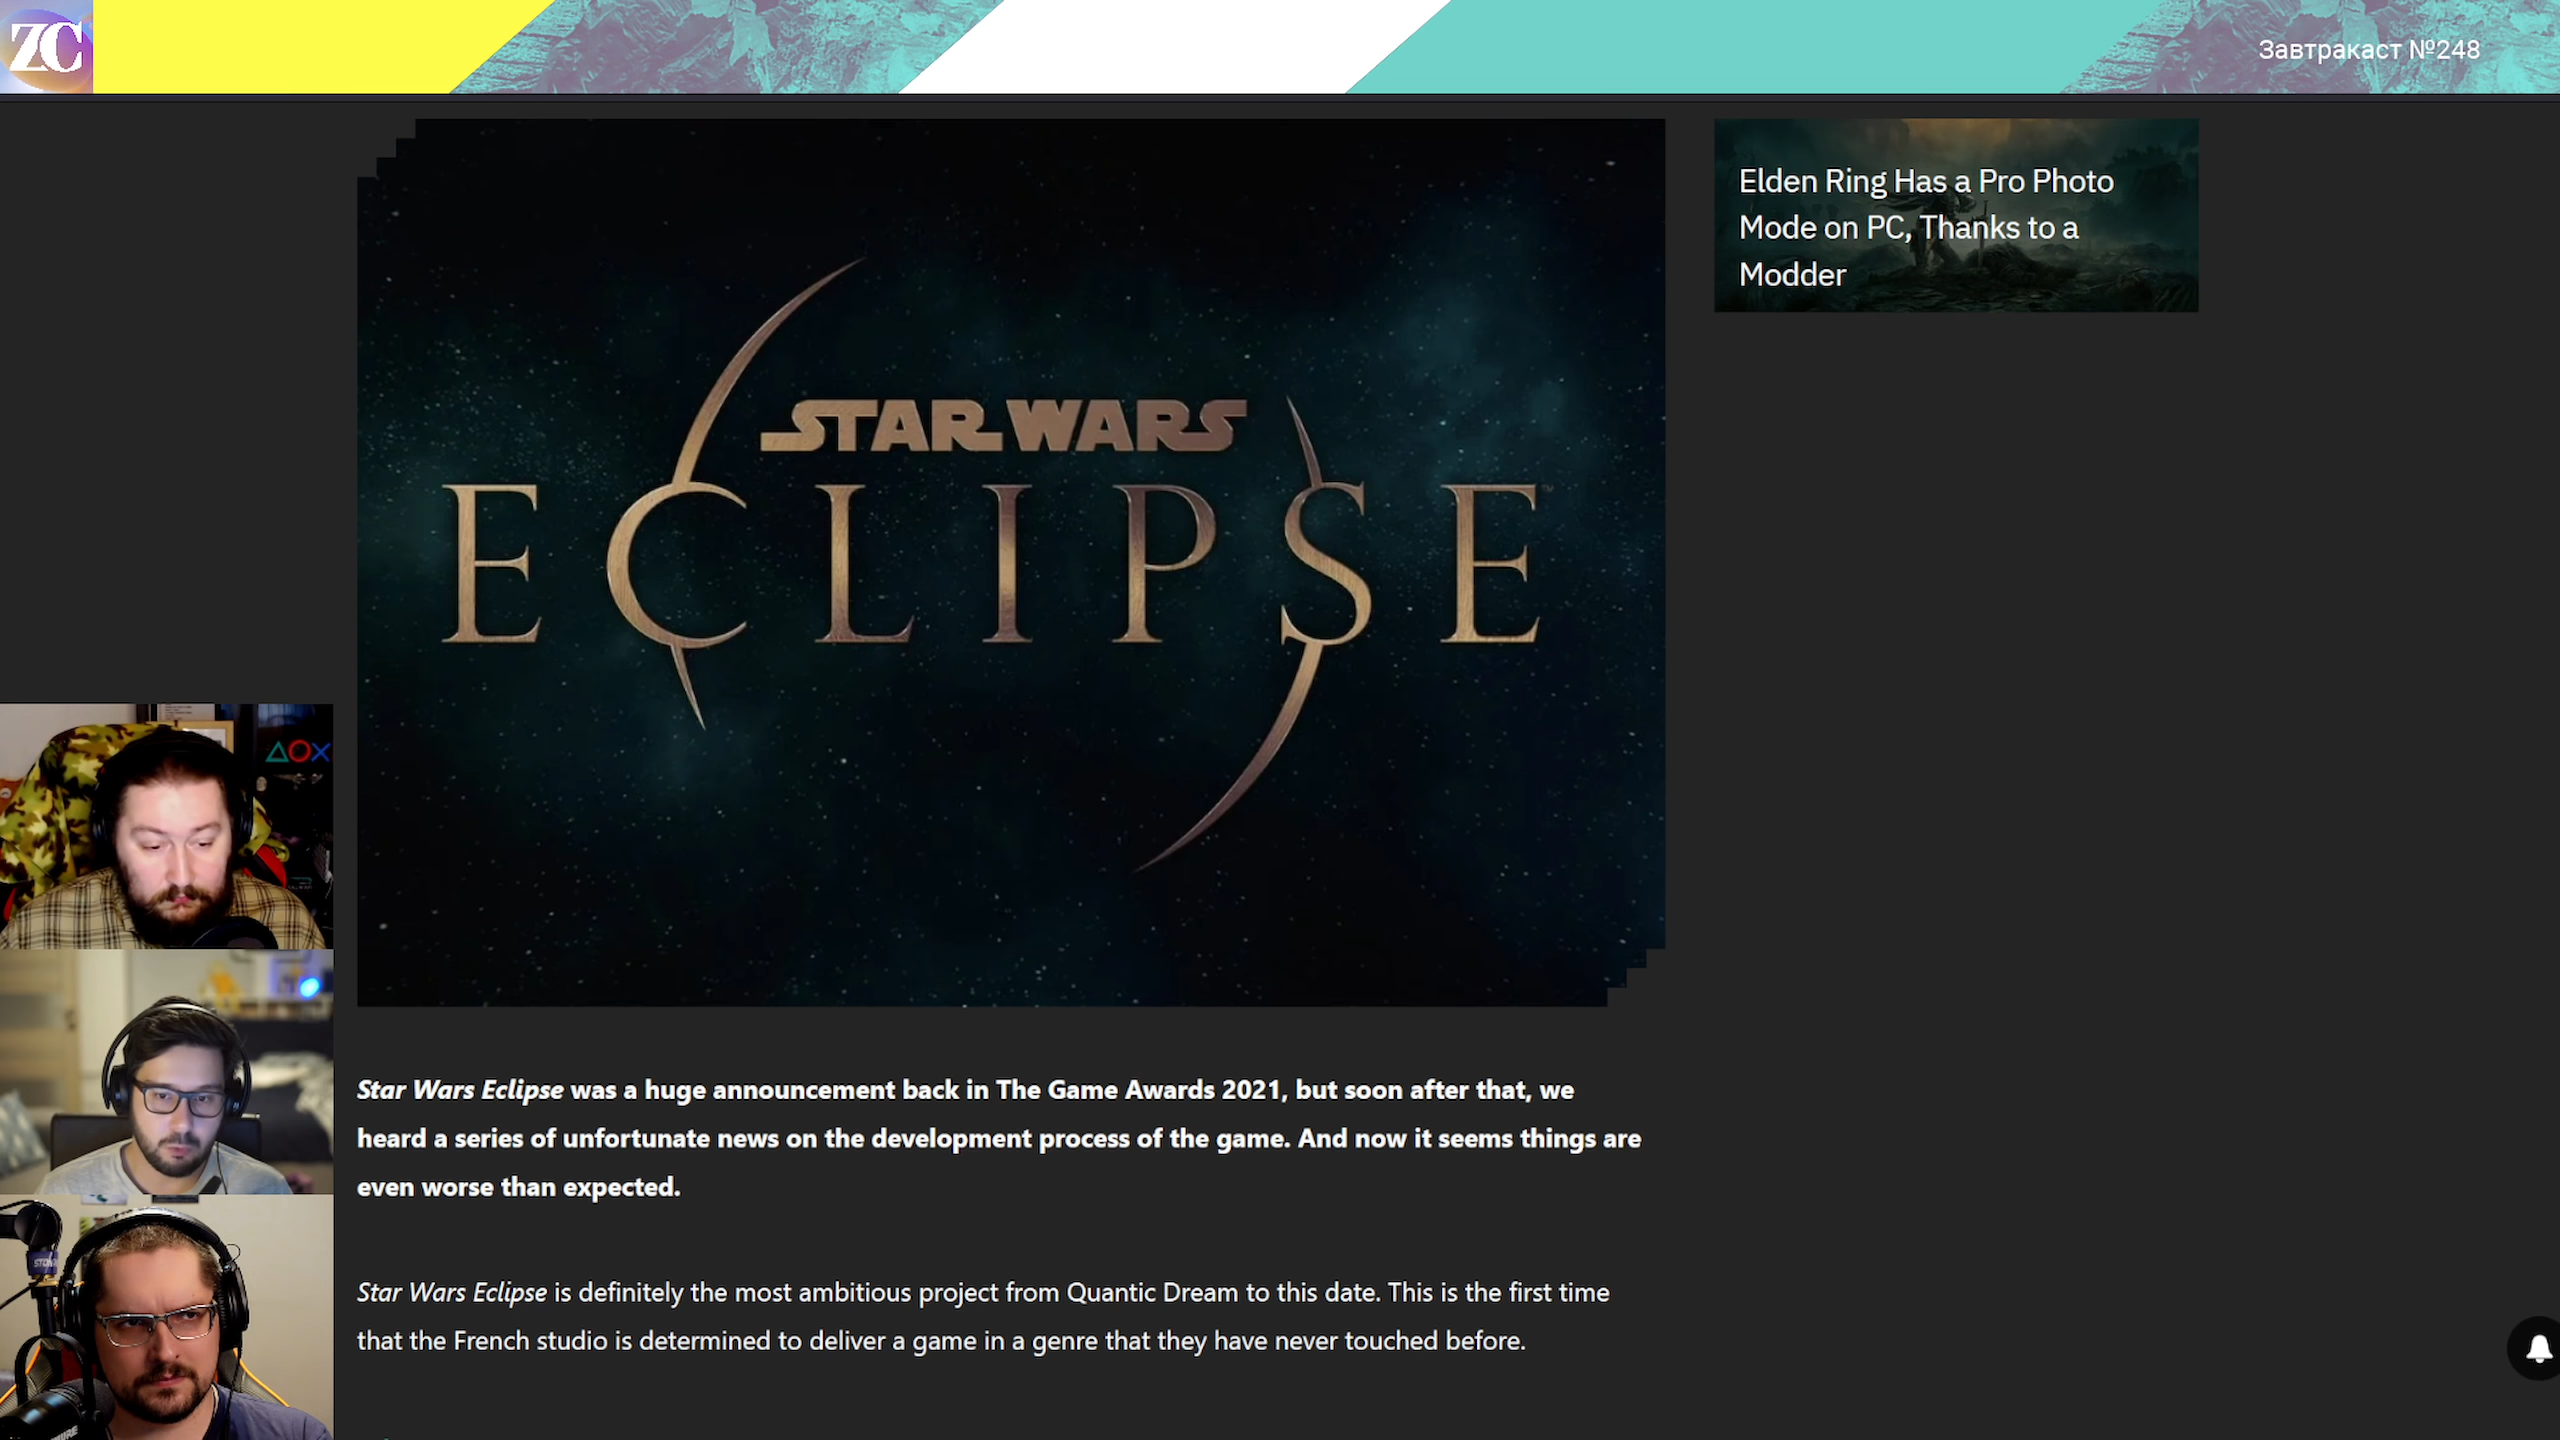 ZC
Завтракаст №248
STAR WARS
ECLIPSE
Elden Ring Has a Pro Photo
Mode on PC, Thanks to a
Modder
Star Wars Eclipse was a huge announcement back in The Game Awards 2021, but soon after that, we
heard a series of unfortunate news on the development process of the game. And now it seems things are
even worse than expected.
Star Wars Eclipse is definitely the most ambitious project from Quantic Dream to this date. This is the first time
that the French studio is determined to deliver a game in a genre that they have never touched before.